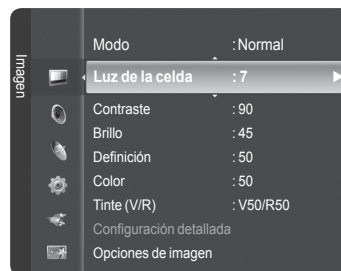 Imagen
Modo : Normal
Luz de la celda : 7
Contraste : 90
Brillo : 45
Definición : 50
Color : 50
Tinte (V/R) : V50/R50
Configuración detallada
Opciones de imagen